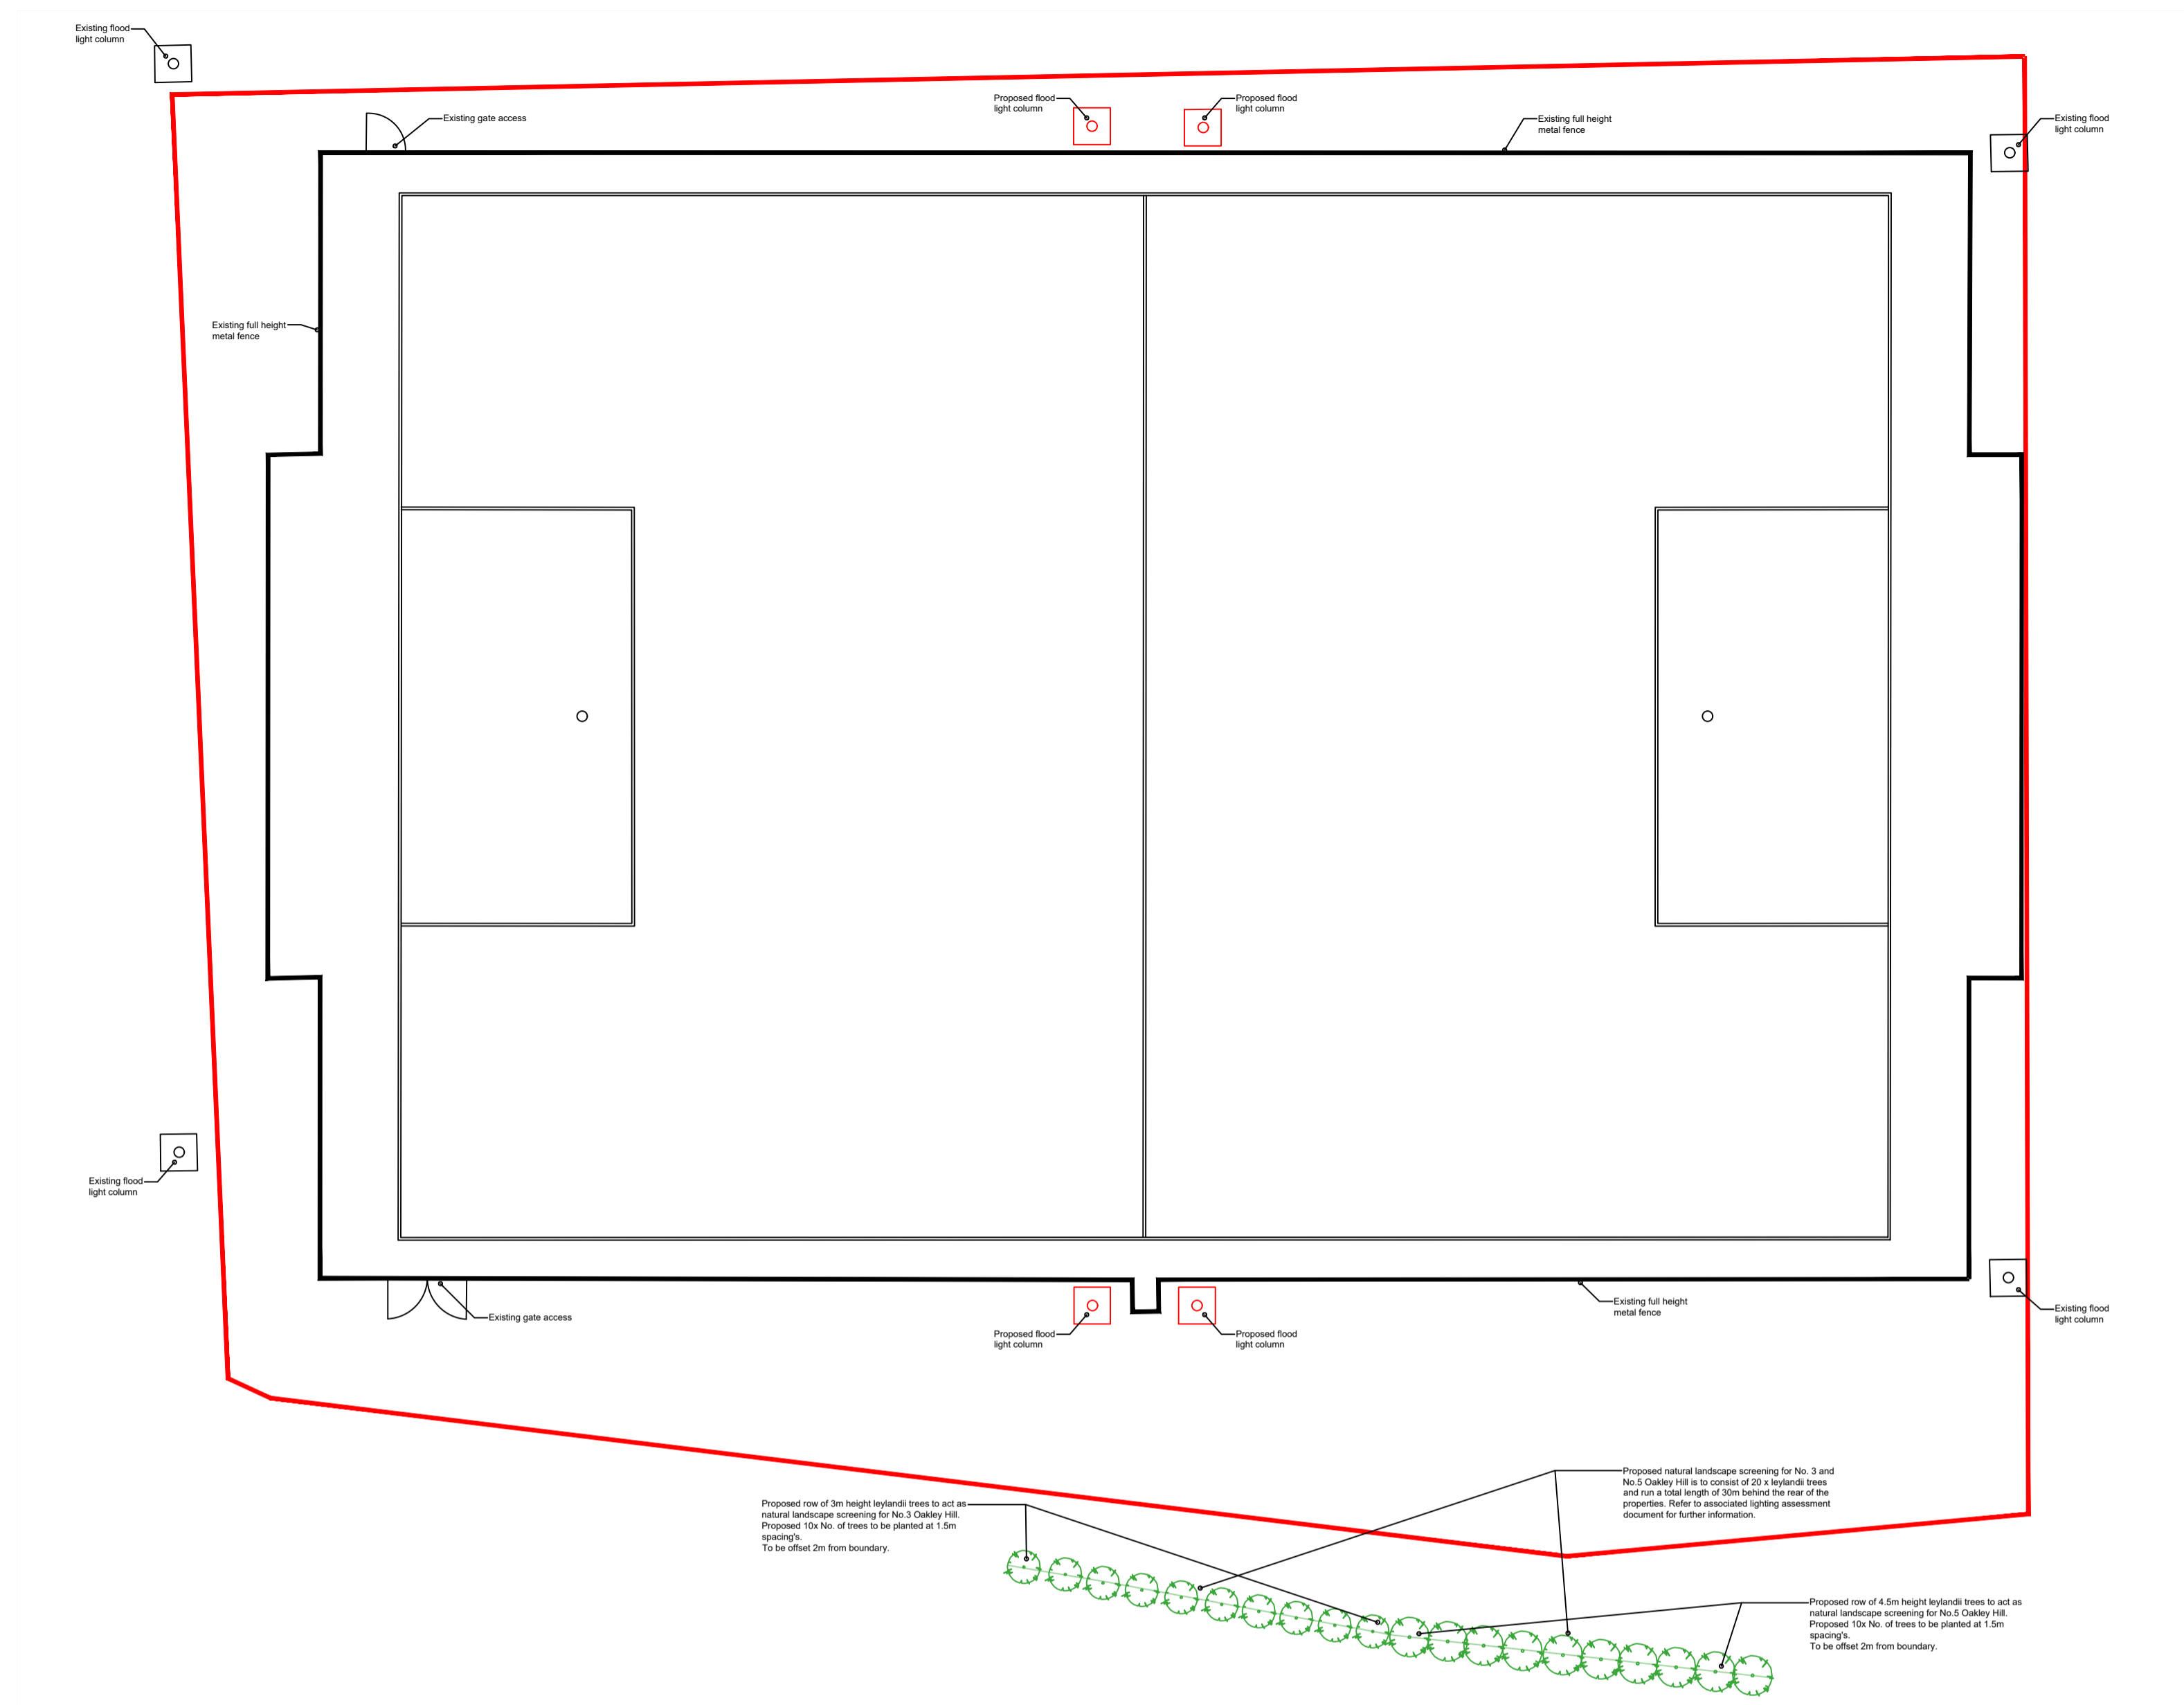 Existing flood
light column
Proposed flood
light column
Proposed flood
light column
Existing gate access
Existing full height
metal fence
Existing flood
light column
Existing full height
metal fence
Existing flood
light column
Existing gate access
Proposed flood
light column
Proposed flood
light column
Existing full height
metal fence
Existing flood
light column
Proposed natural landscape screening for No. 3 and
No.5 Oakley Hill is to consist of 20 x leylandii trees
and run a total length of 30m behind the rear of the
properties. Refer to associated lighting assessment
document for further information.
Proposed row of 3m height leylandii trees to act as
natural landscape screening for No.3 Oakley Hill.
Proposed 10x No. of trees to be planted at 1.5m
spacing's.
To be offset 2m from boundary.
Proposed row of 4.5m height leylandii trees to act as
natural landscape screening for No.5 Oakley Hill.
Proposed 10x No. of trees to be planted at 1.5m
spacing's.
To be offset 2m from boundary.